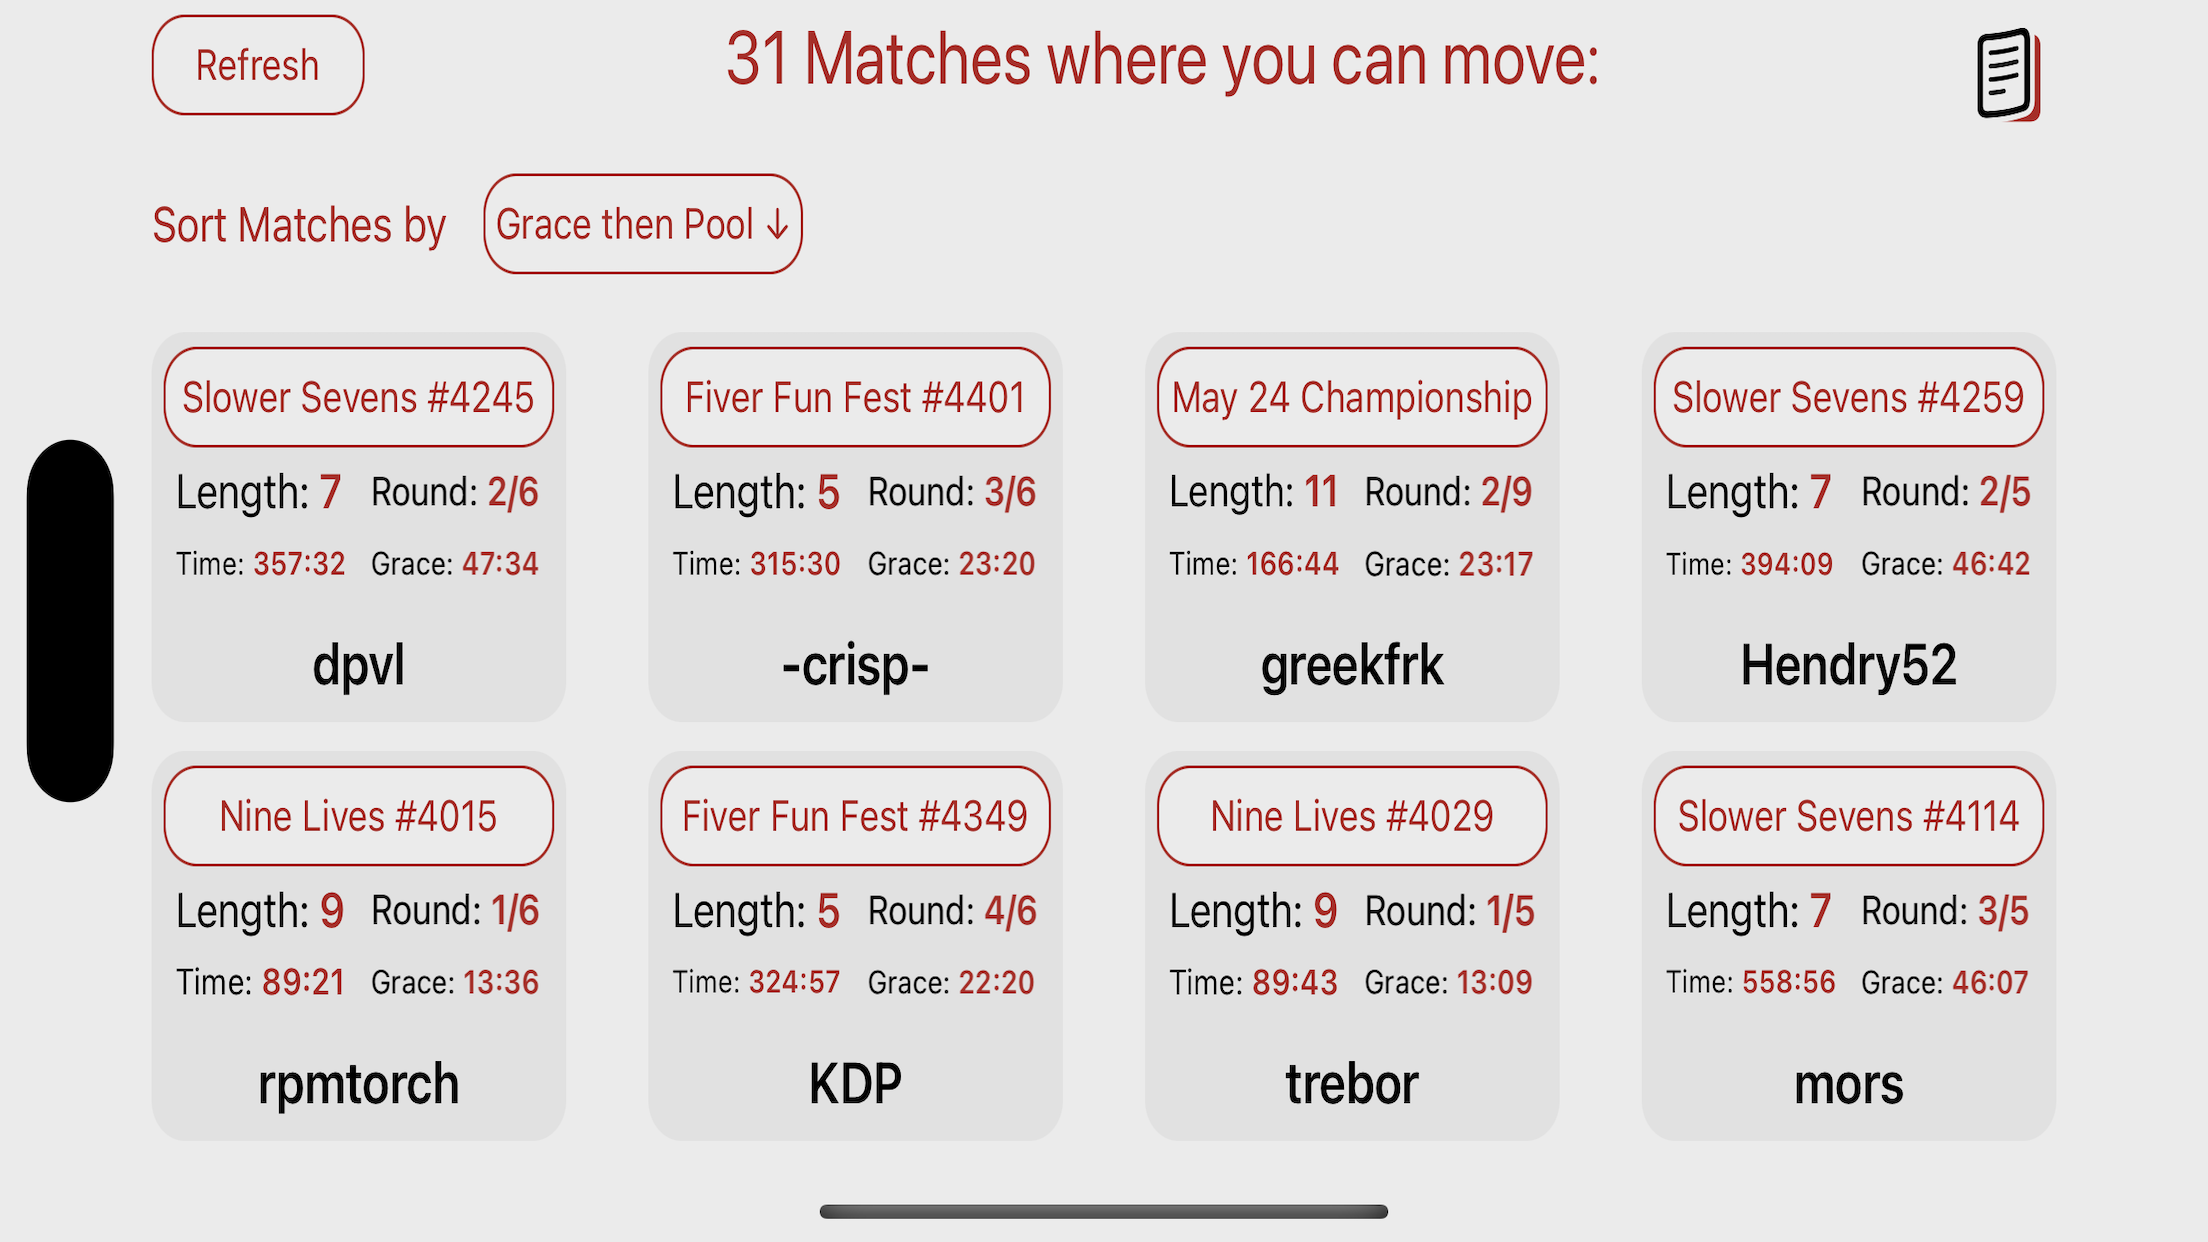 Refresh
31 Matches where you can move:
Sort Matches by
Grace then Pool ↓
Slower Sevens #4245
Length: 7 Round: 2/6
Time: 357:32 Grace: 47:34
dpvl
Fiver Fun Fest #4401
Length: 5 Round: 3/6
Time: 315:30 Grace: 23:20
-crisp-
May 24 Championship
Length: 11 Round: 2/9
Time: 166:44 Grace: 23:17
greekfrk
Slower Sevens #4259
Length: 7 Round: 2/5
Time: 394:09 Grace: 46:42
Hendry52
Nine Lives #4015
Length: 9 Round: 1/6
Time: 89:21 Grace: 13:36
rpmtorch
Fiver Fun Fest #4349
Length: 5 Round: 4/6
Time: 324:57 Grace: 22:20
KDP
Nine Lives #4029
Length: 9 Round: 1/5
Time: 89:43 Grace: 13:09
trebor
Slower Sevens #4114
Length: 7 Round: 3/5
Time: 558:56 Grace: 46:07
mors